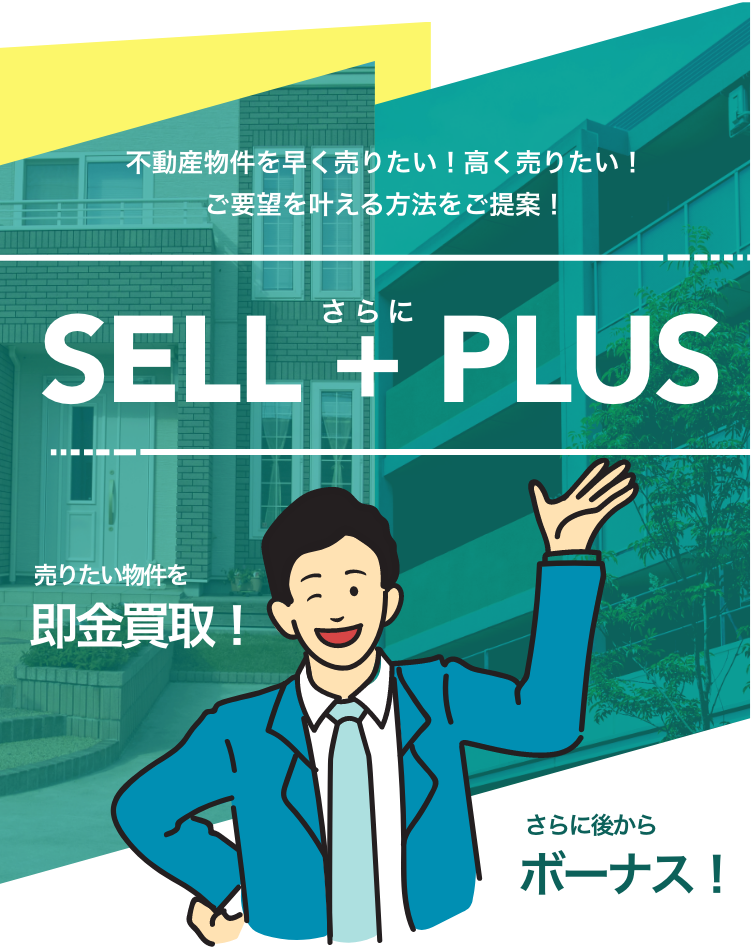 不動産物件を早く売りたい！高く売りたい！
ご要望を叶える方法をご提案！
さらに
SELL + PLUS
売りたい物件を
即金買取！
さらに後から
ボーナス！